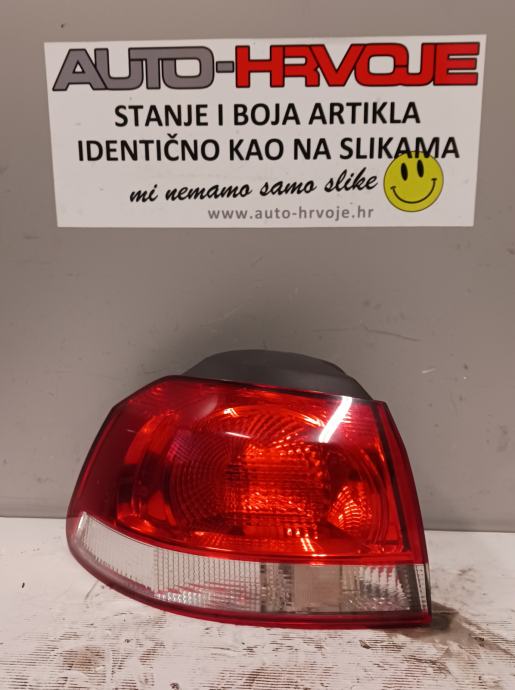 AUTO-HRVOJE
STANJE I BOJA ARTIKLA
IDENTIČNO KAO NA SLIKAMA
mi nemamo samo slike
www.auto-hrvoje.hr